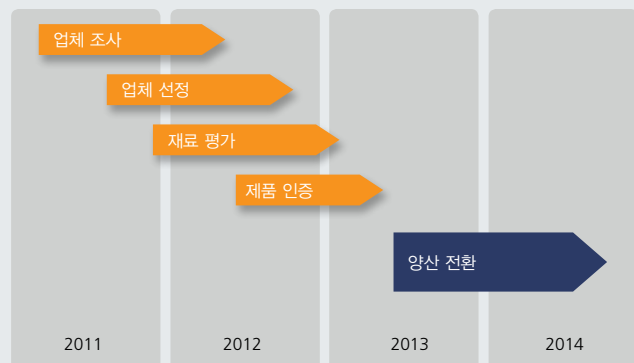 업체 조사
업체 선정
재료 평가
제품 인증
양산 전환
2011
2012
2013
2014